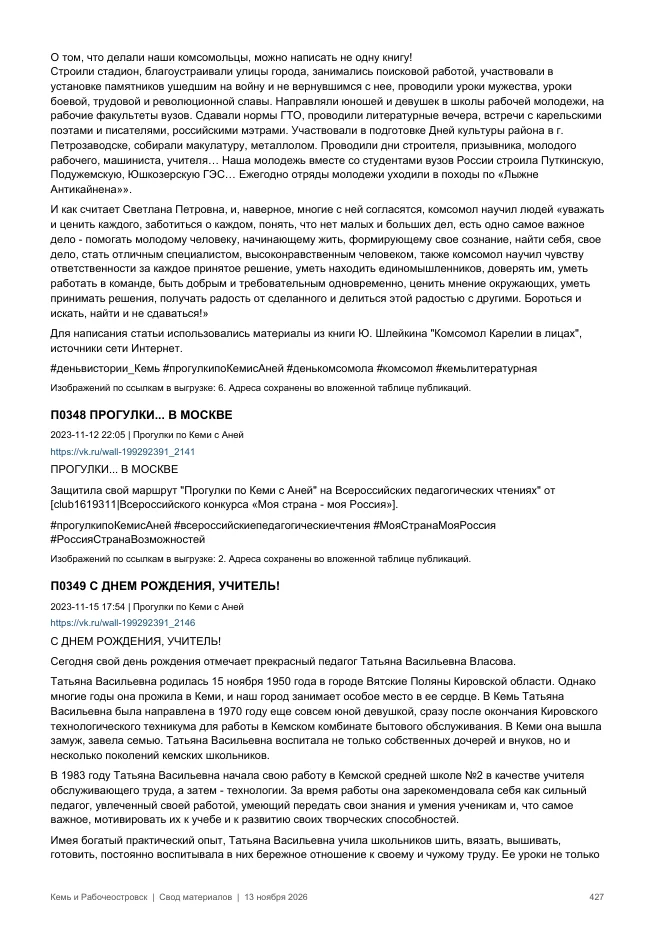 О том, что делали наши комсомольцы, можно написать не одну книгу!
Строили стадион, благоустраивали улицы города, занимались поисковой работой, участвовали в
установке памятников ушедшим на войну и не вернувшимся с нее, проводили уроки мужества, уроки
боевой, трудовой и революционной славы. Направляли юношей и девушек в школы рабочей молодежи, на
рабочие факультеты вузов. Сдавали нормы ГТО, проводили литературные вечера, встречи с карельскими
поэтами и писателями, российскими мэтрами. Участвовали в подготовке Дней культуры района в г.
Петрозаводске, собирали макулатуру, металлолом. Проводили дни строителя, призывника, молодого
рабочего, машиниста, учителя… Наша молодежь вместе со студентами вузов России строила Путкинскую,
Подужемскую, Юшкозерскую ГЭС… Ежегодно отряды молодежи уходили в походы по «Лыжне
Антикайнена»».
И как считает Светлана Петровна, и, наверное, многие с ней согласятся, комсомол научил людей «уважать
и ценить каждого, заботиться о каждом, понять, что нет малых и больших дел, есть одно самое важное
дело - помогать молодому человеку, начинающему жить, формирующему свое сознание, найти себя, свое
дело, стать отличным специалистом, высоконравственным человеком, также комсомол научил чувству
ответственности за каждое принятое решение, уметь находить единомышленников, доверять им, уметь
работать в команде, быть добрым и требовательным одновременно, ценить мнение окружающих, уметь
принимать решения, получать радость от сделанного и делиться этой радостью с другими. Бороться и
искать, найти и не сдаваться!»
Для написания статьи использовались материалы из книги Ю. Шлейкина "Комсомол Карелии в лицах",
источники сети Интернет.
#деньвистории_Кемь #прогулкипоКемисАней #денькомсомола #комсомол #кемьлитературная
Изображений по ссылкам в выгрузке: 6. Адреса сохранены во вложенной таблице публикаций.
П0348 ПРОГУЛКИ... В МОСКВЕ
2023-11-12 22:05 | Прогулки по Кеми с Аней
https://vk.ru/wall-199292391_2141
ПРОГУЛКИ... В МОСКВЕ
Защитила свой маршрут "Прогулки по Кеми с Аней" на Всероссийских педагогических чтениях" от
[club1619311|Всероссийского конкурса «Моя страна - моя Россия»].
#прогулкипоКемисАней #всероссийскиепедагогическиечтения #МояСтранаМояРоссия
#РоссияСтранаВозможностей
Изображений по ссылкам в выгрузке: 2. Адреса сохранены во вложенной таблице публикаций.
П0349 С ДНЕМ РОЖДЕНИЯ, УЧИТЕЛЬ!
2023-11-15 17:54 | Прогулки по Кеми с Аней
https://vk.ru/wall-199292391_2146
С ДНЕМ РОЖДЕНИЯ, УЧИТЕЛЬ!
Сегодня свой день рождения отмечает прекрасный педагог Татьяна Васильевна Власова.
Татьяна Васильевна родилась 15 ноября 1950 года в городе Вятские Поляны Кировской области. Однако
многие годы она прожила в Кеми, и наш город занимает особое место в ее сердце. В Кемь Татьяна
Васильевна была направлена в 1970 году еще совсем юной девушкой, сразу после окончания Кировского
технологического техникума для работы в Кемском комбинате бытового обслуживания. В Кеми она вышла
замуж, завела семью. Татьяна Васильевна воспитала не только собственных дочерей и внуков, но и
несколько поколений кемских школьников.
В 1983 году Татьяна Васильевна начала свою работу в Кемской средней школе №2 в качестве учителя
обслуживающего труда, а затем - технологии. За время работы она зарекомендовала себя как сильный
педагог, увлеченный своей работой, умеющий передать свои знания и умения ученикам и, что самое
важное, мотивировать их к учебе и к развитию своих творческих способностей.
Имея богатый практический опыт, Татьяна Васильевна учила школьников шить, вязать, вышивать,
готовить, постоянно воспитывала в них бережное отношение к своему и чужому труду. Ее уроки не только
Кемь и Рабочеостровск | Свод материалов | 13 ноября 2026
427